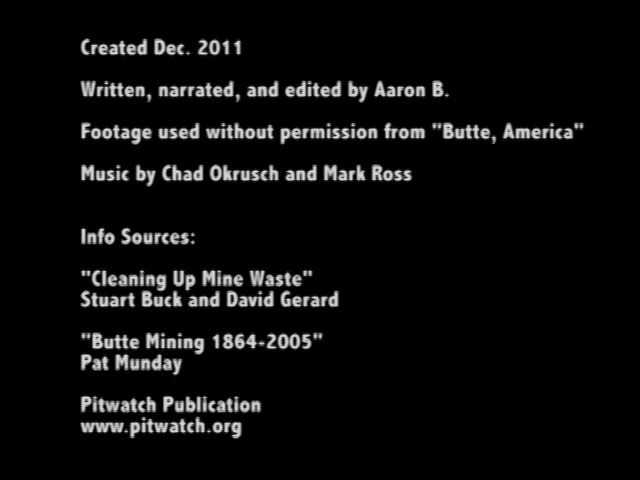 Created Dec. 2011
Written, narrated, and edited by Aaron B.
Footage used without permission from "Butte, America"
Music by Chad Okrusch and Mark Ross
Info Sources:
"Cleaning Up Mine Waste"
Stuart Buck and David Gerard
"Butte Mining 1864-2005"
Pat Munday
Pitwatch Publication
www.pitwatch.org